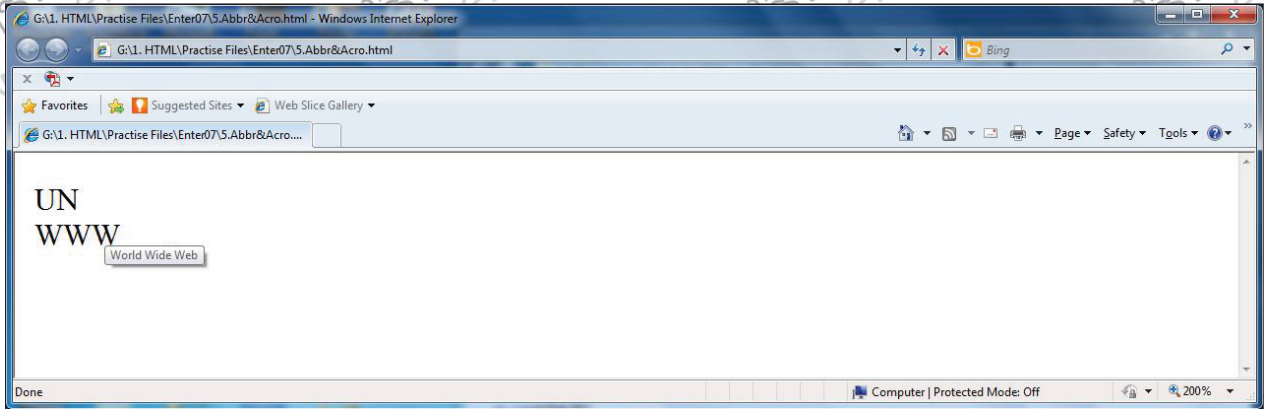 G:\1. HTML\Practise Files\Enter07\5.Abbr&Acro.html - Windows Internet Explorer
G:\1. HTML\Practise Files\Enter07\5.Abbr&Acro.html
Bing
x
Favorites Suggested Sites Web Slice Gallery
G:\1. HTML\Practise Files\Enter07\5.Abbr&Acro.... Page Safety Tools
UN
WWW
World Wide Web
Done Computer | Protected Mode: Off 200%